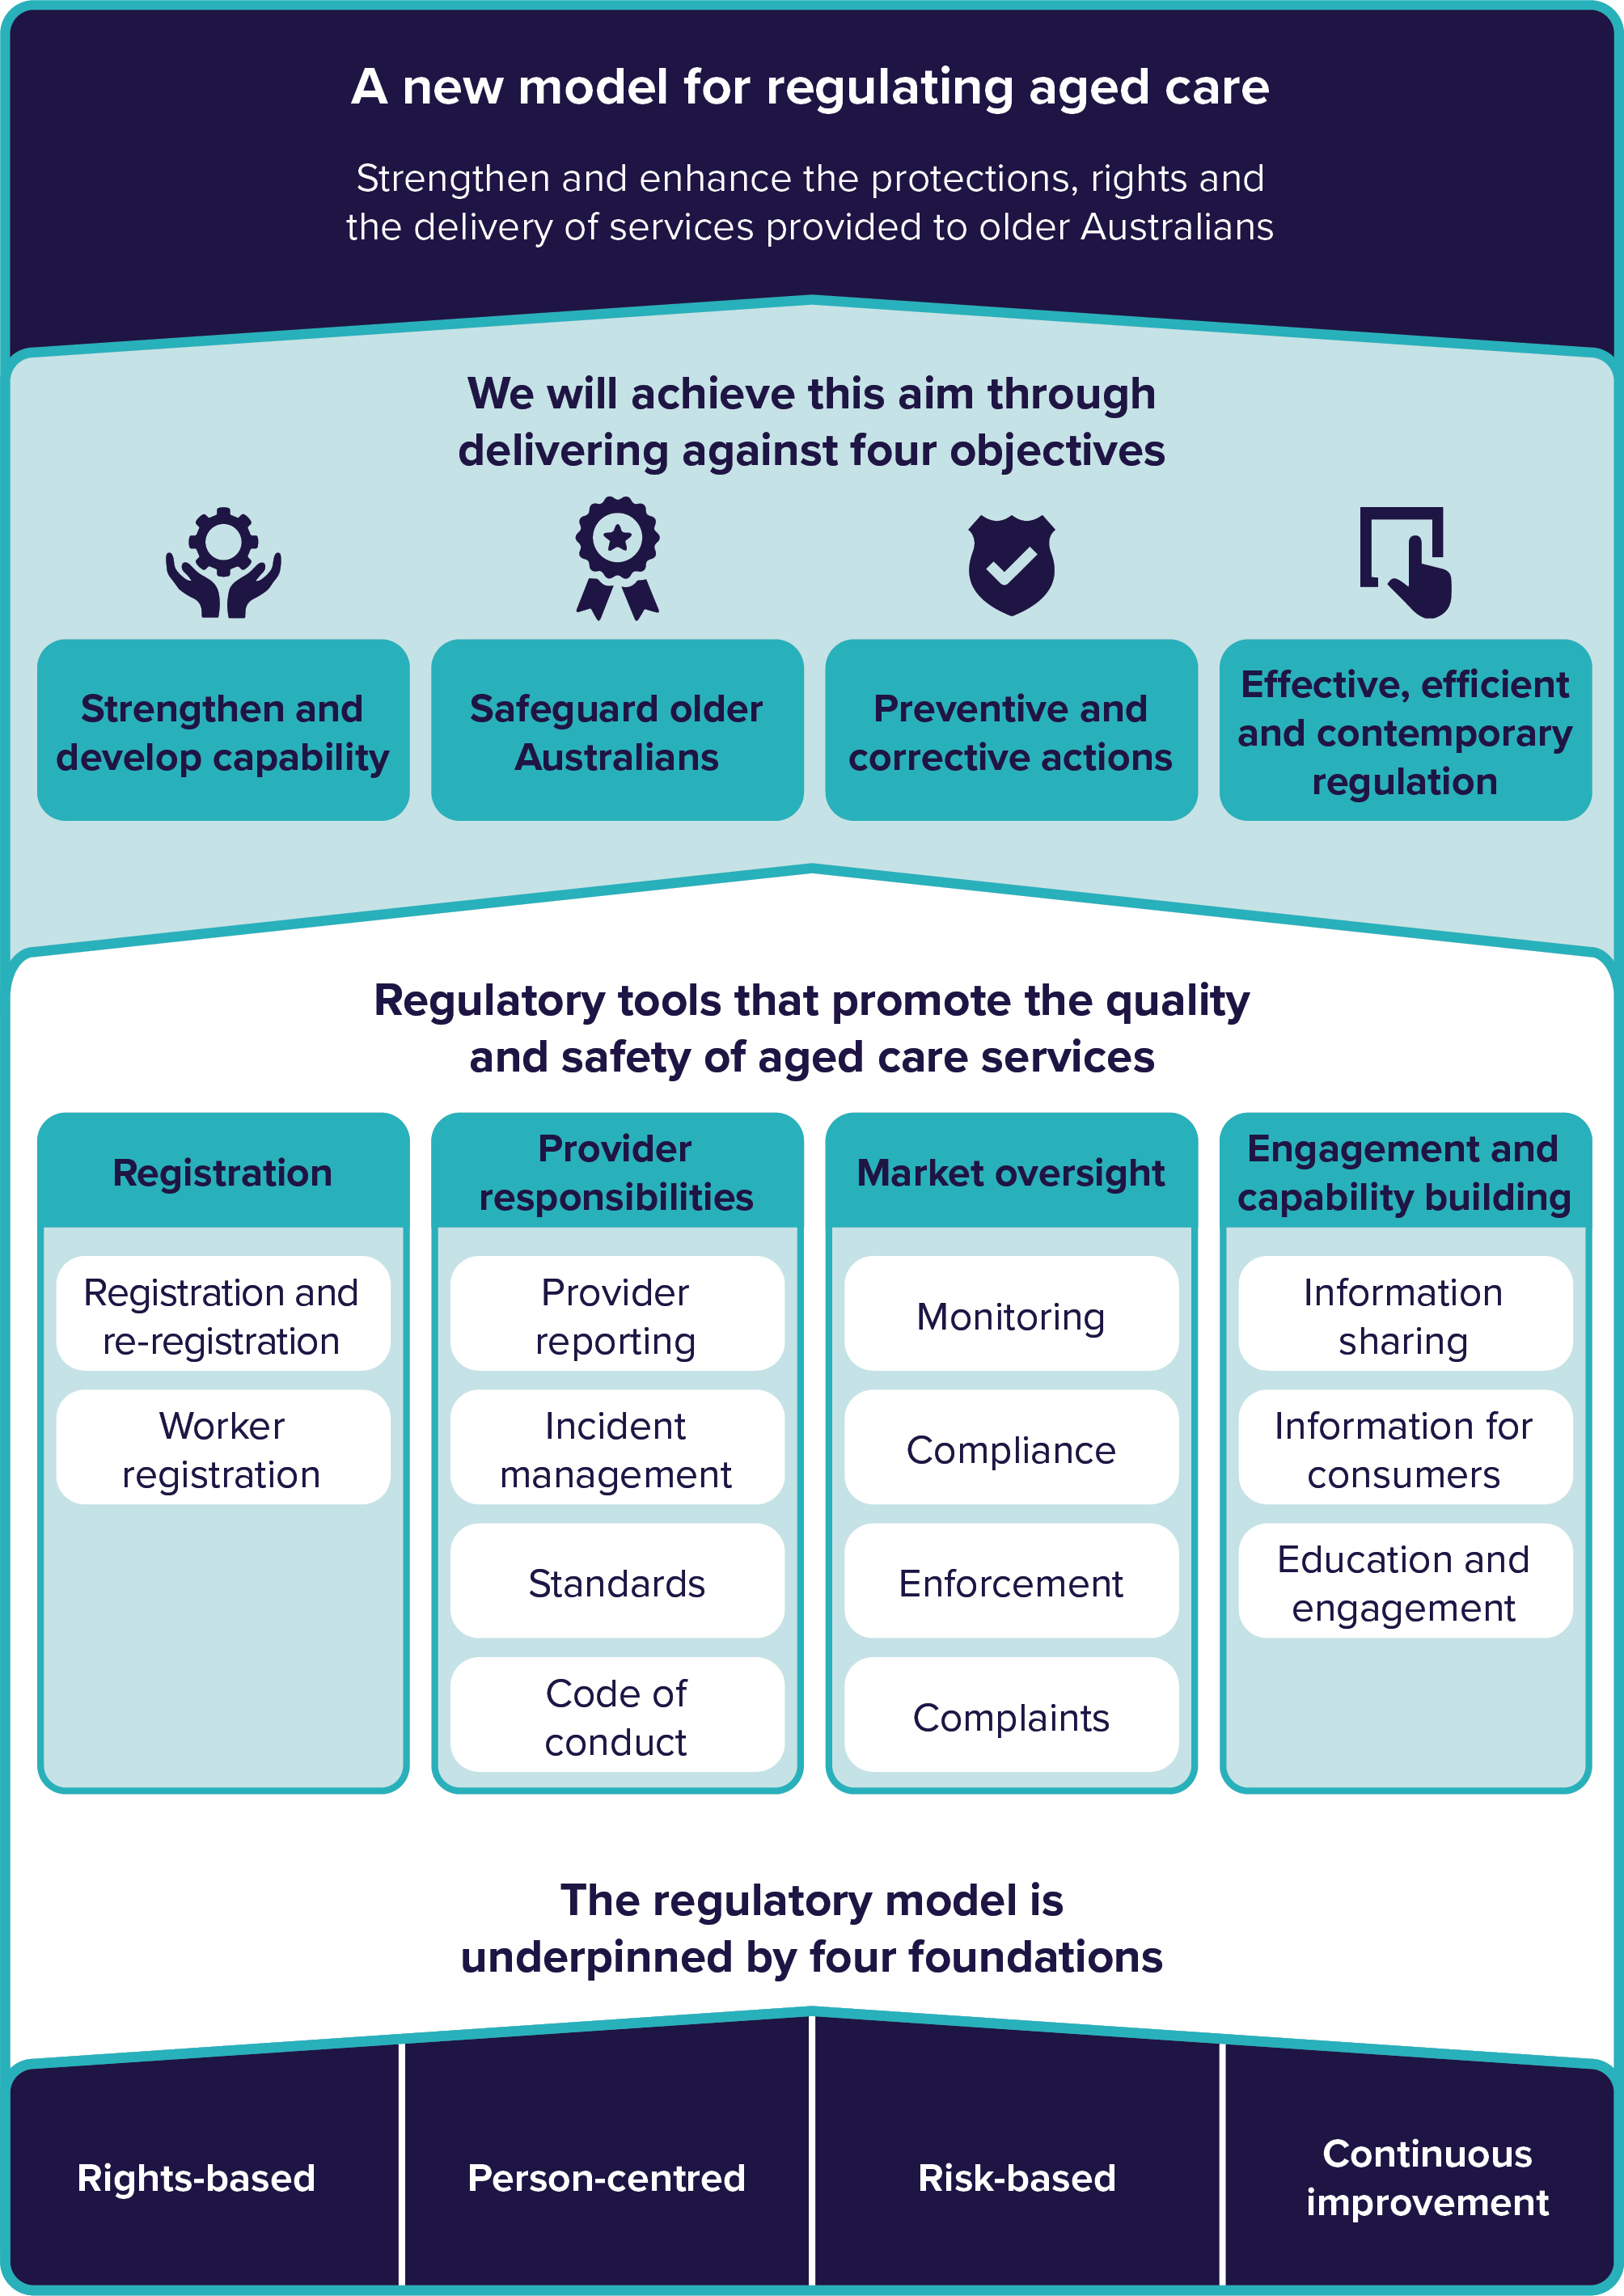 A new model for regulating aged care
Strengthen and enhance the protections, rights and
the delivery of services provided to older Australians
We will achieve this aim through
delivering against four objectives
Strengthen and
develop capability
Safeguard older
Australians
Preventive and
corrective actions
Effective, efficient
and contemporary
regulation
Regulatory tools that promote the quality
and safety of aged care services
Registration
Registration and
re-registration
Worker
registration
Provider
responsibilities
Provider
reporting
Incident
management
Standards
Code of
conduct
Market oversight
Monitoring
Compliance
Enforcement
Complaints
Engagement and
capability building
Information
sharing
Information for
consumers
Education and
engagement
The regulatory model is
underpinned by four foundations
Rights-based
Person-centred
Risk-based
Continuous
improvement